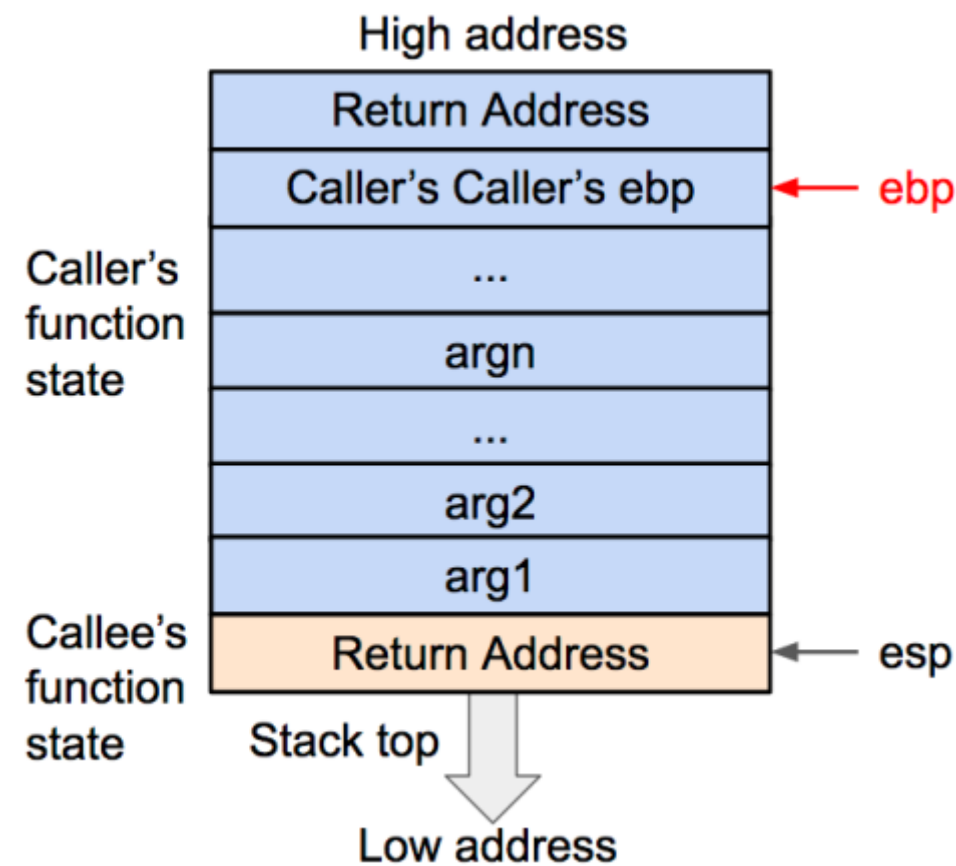 High address
Return Address
Caller’s Caller’s ebp
ebp
...
Caller’s
function
state
argn
...
arg2
arg1
Callee’s
function
state
Return Address
esp
Stack top
Low address